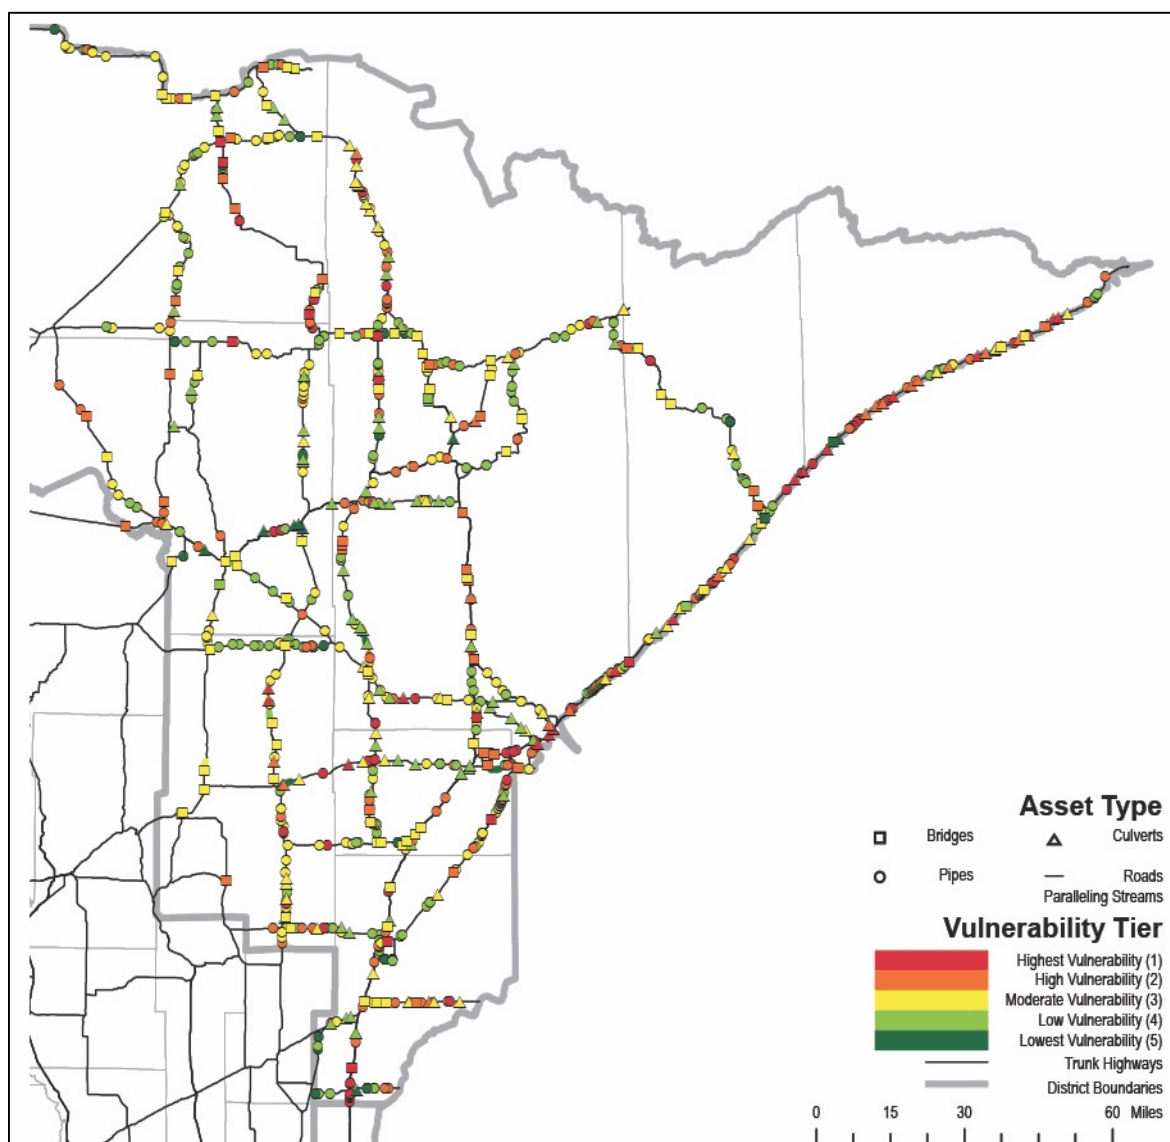 Asset Type
Bridges Culverts
Pipes Roads
Paralleling Streams
Vulnerability Tier
Highest Vulnerability (1)
High Vulnerability (2)
Moderate Vulnerability (3)
Low Vulnerability (4)
Lowest Vulnerability (5)
Trunk Highways
District Boundaries
0 15 30 60 Miles